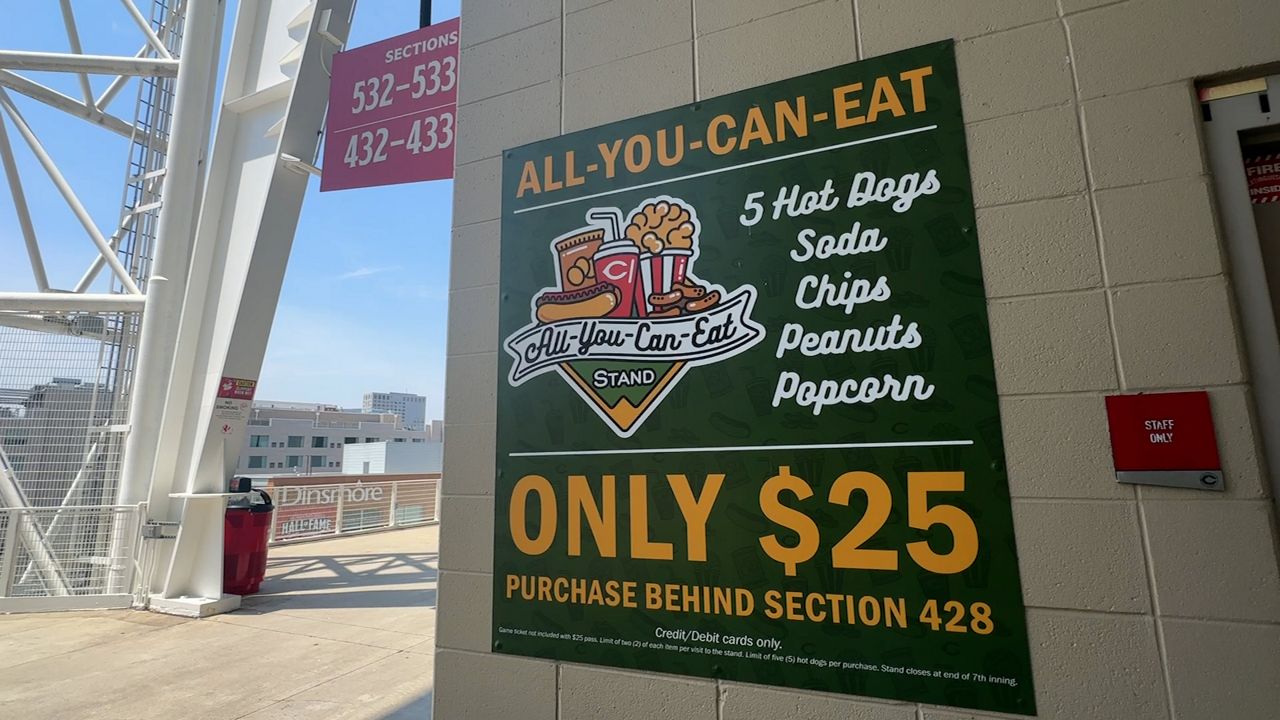 SECTIONS
532-533
432-433
ALL-YOU-CAN-EAT
5 Hot Dogs
Soda
Chips
Peanuts
Popcorn
C
All-You-Can-Eat
STAND
ONLY $25
PURCHASE BEHIND SECTION 428
Credit/Debit cards only.
Game ticket not included with $25 pass. Limit of two (2) of each item per visit to the stand. Limit of five (5) hot dogs per purchase. Stand closes at end of 7th inning.
STAFF
ONLY
FIRE
INSIDE
NO
SMOKING
Dinsmore
HALL OF FAME